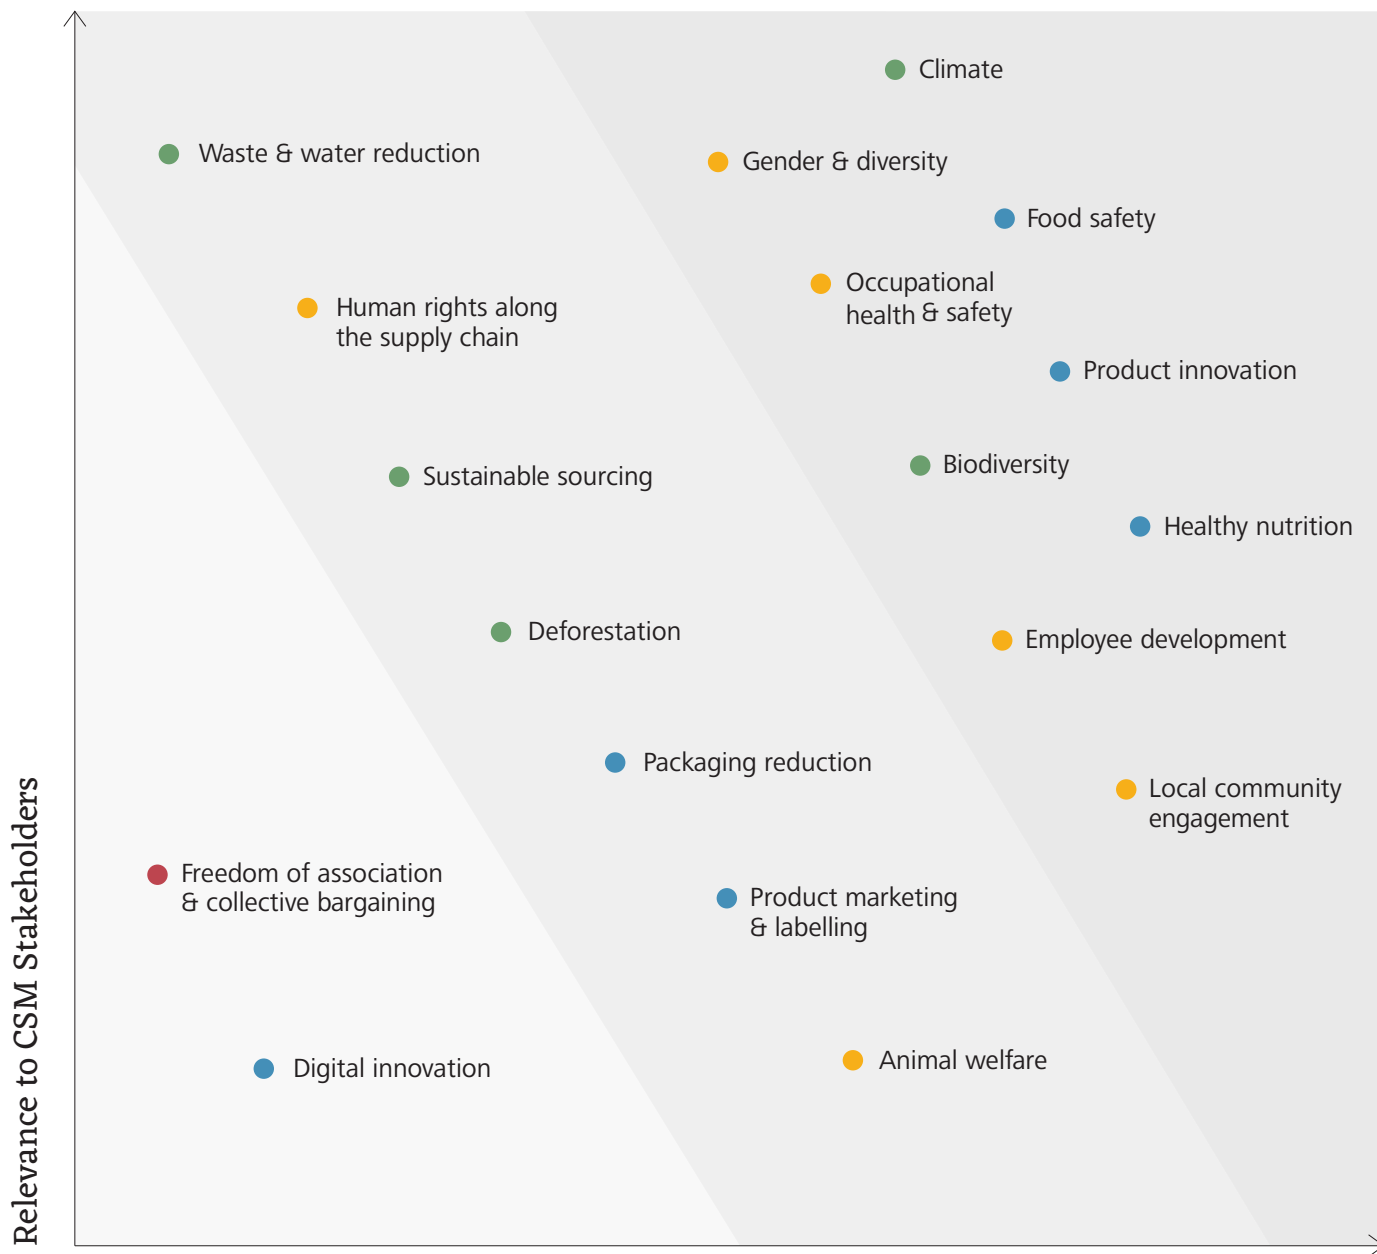 Climate
Waste & water reduction
Gender & diversity
Food safety
Occupational
health & safety
Human rights along
the supply chain
Product innovation
Biodiversity
Sustainable sourcing
Healthy nutrition
Deforestation
Employee development
Packaging reduction
Local community
engagement
Freedom of association
& collective bargaining
Product marketing
& labelling
Animal welfare
Digital innovation
Relevance to CSM Stakeholders